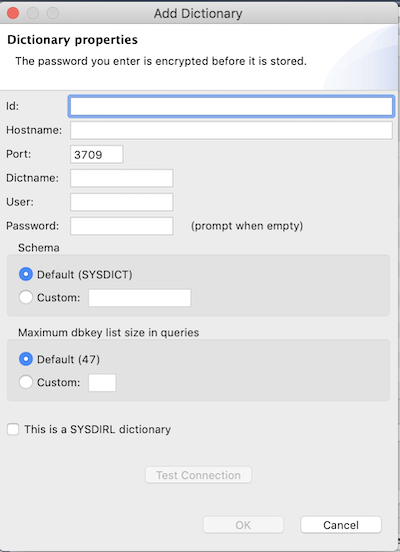 Add Dictionary
Dictionary properties
The password you enter is encrypted before it is stored.
Id:
Hostname:
Port: 3709
Dictname:
User:
Password: (prompt when empty)
Schema
Default (SYSDICT)
Custom:
Maximum dbkey list size in queries
Default (47)
Custom:
This is a SYSDIRL dictionary
Test Connection
OK Cancel